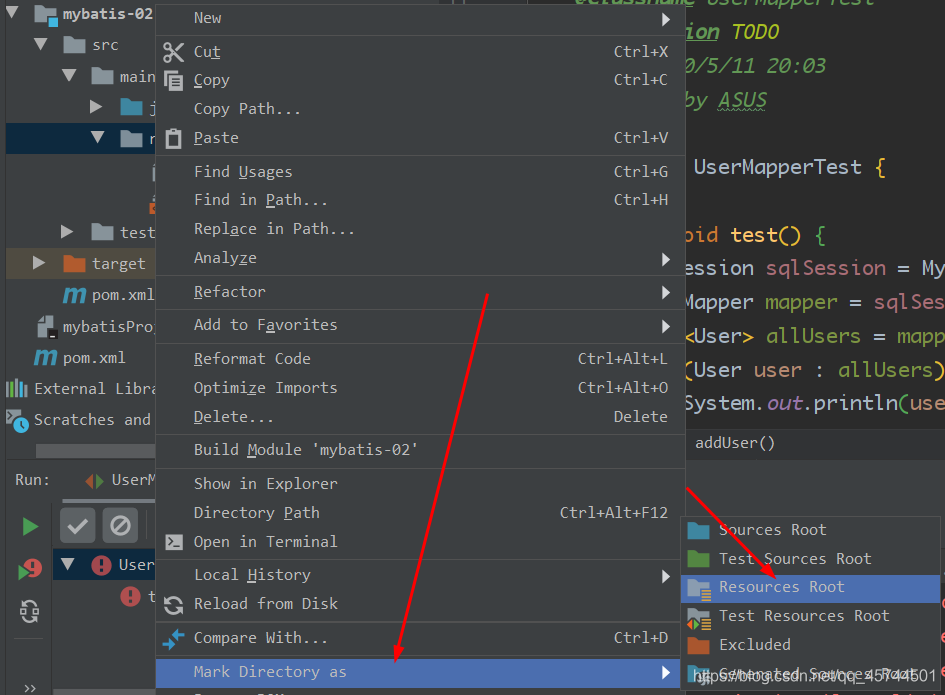 mybatis-02
src
main
test
target
pom.xml
mybatisPro
pom.xml
External Libra
Scratches and
Run:
UserM
User
t
New
Cut Ctrl+X
Copy Ctrl+C
Copy Path...
Paste Ctrl+V
Find Usages Ctrl+G
Find in Path... Ctrl+H
Replace in Path...
Analyze
Refactor
Add to Favorites
Reformat Code Ctrl+Alt+L
Optimize Imports Ctrl+Alt+O
Delete... Delete
Build Module 'mybatis-02'
Show in Explorer
Directory Path Ctrl+Alt+F12
Open in Terminal
Local History
Reload from Disk
Compare With... Ctrl+D
Mark Directory as
ion TODO
0/5/11 20:03
by ASUS
UserMapperTest {
oid test() {
ession sqlSession = My
Mapper mapper = sqlSes
<User> allUsers = mapp
(User user : allUsers)
System.out.println(use
addUser()
Sources Root
Test Sources Root
Resources Root
Test Resources Root
Excluded
Generated Sources Root
https://blog.csdn.net/qq_45744501